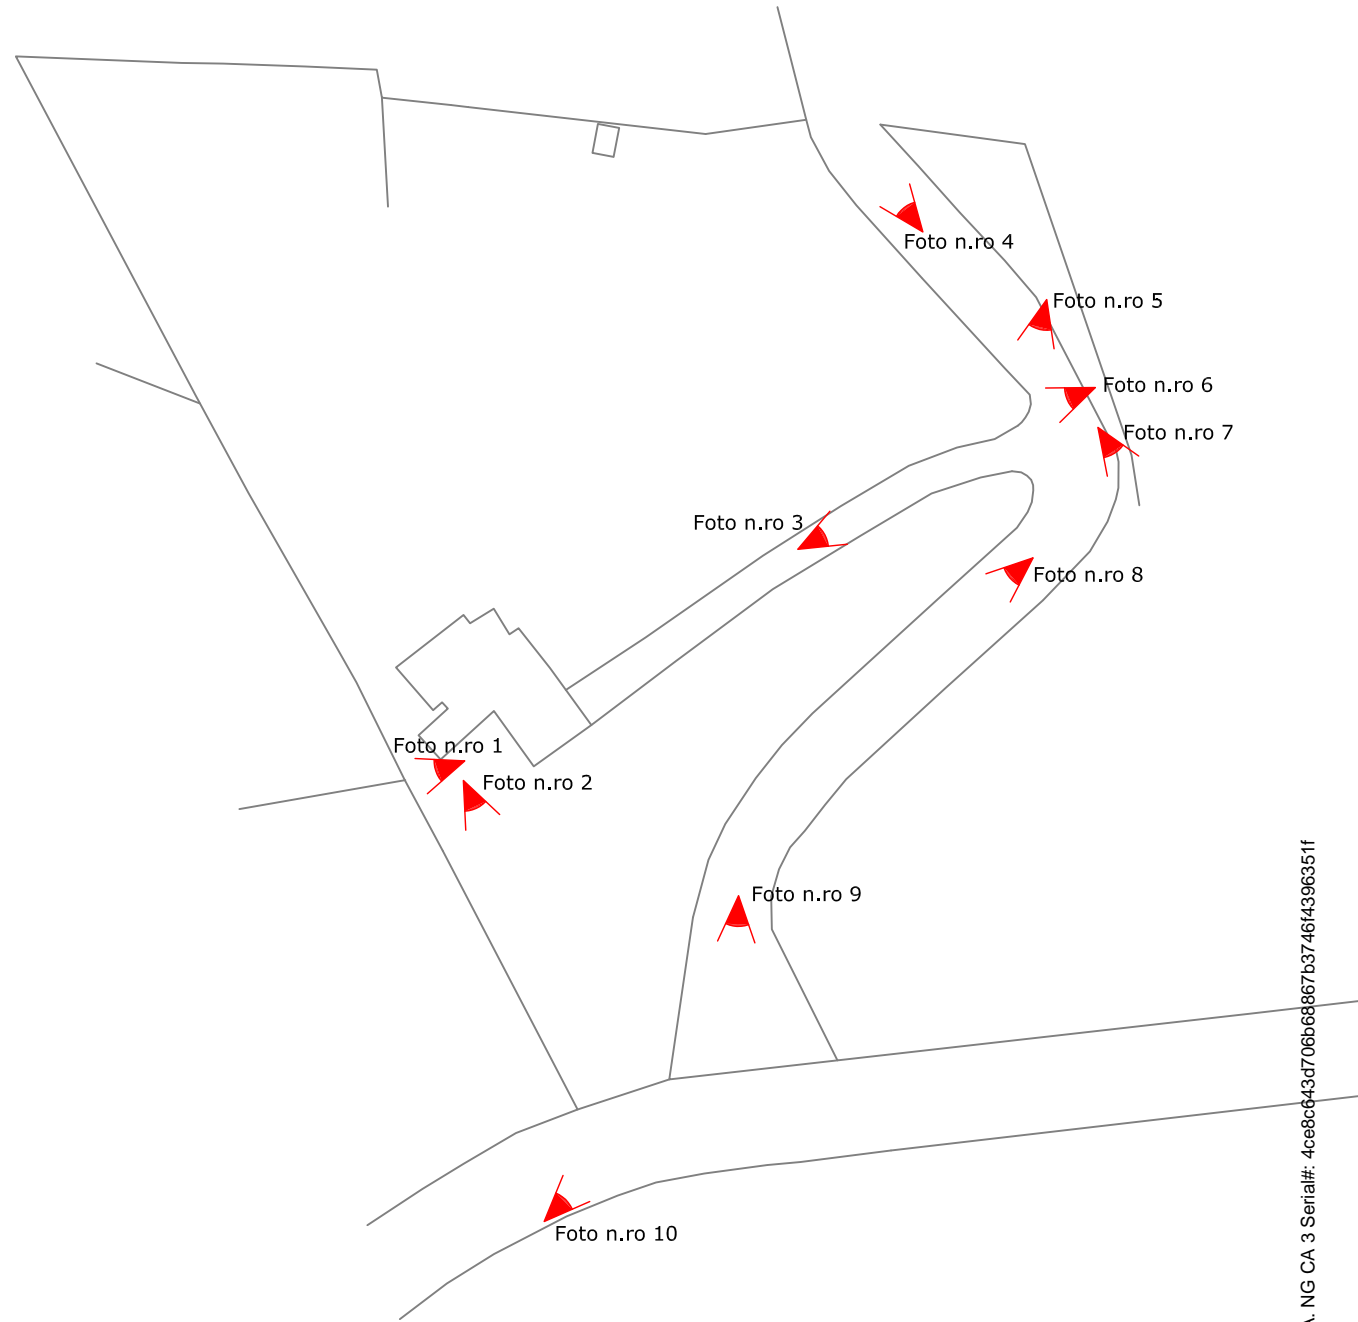 Foto n.ro 4
Foto n.ro 5
Foto n.ro 6
Foto n.ro 7
Foto n.ro 3
Foto n.ro 8
Foto n.ro 1
Foto n.ro 2
Foto n.ro 9
Foto n.ro 10
NG CA 3 Serial#: 4ce8c643d706b68867b3746f4396351f